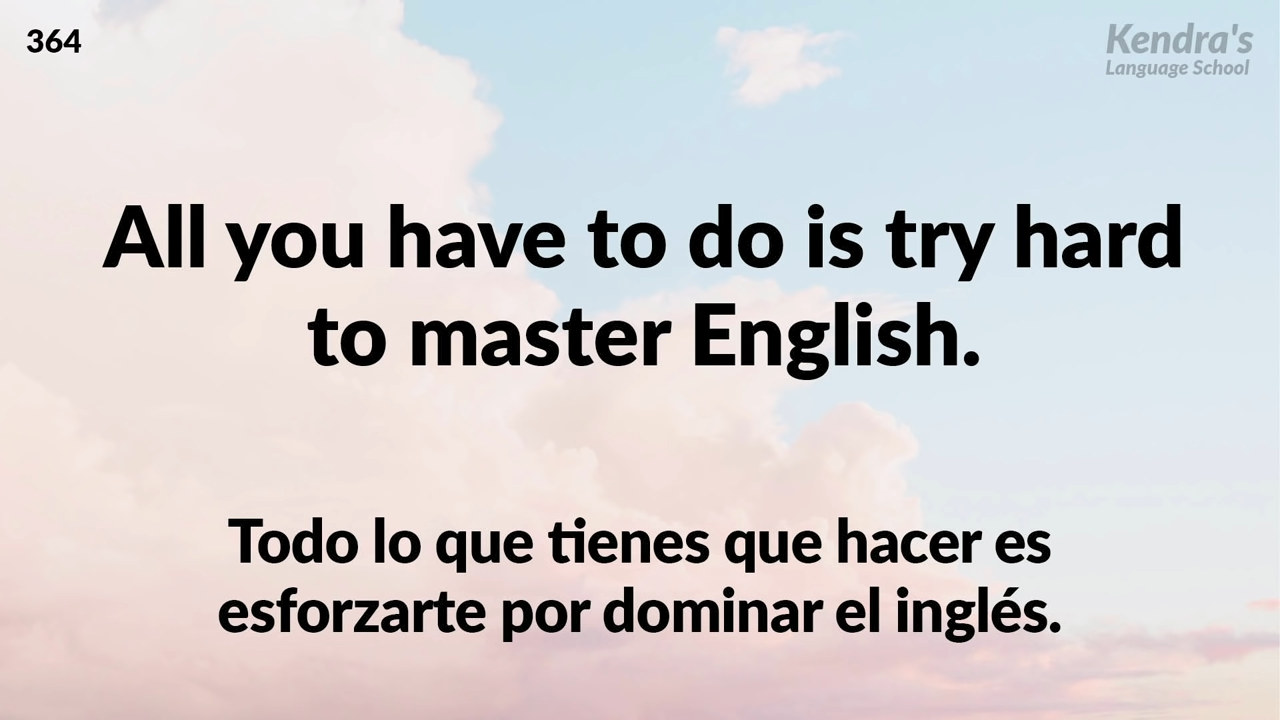 364
Kendra's
Language School
All you have to do is try hard
to master English.
Todo lo que tienes que hacer es
esforzarte por dominar el inglés.